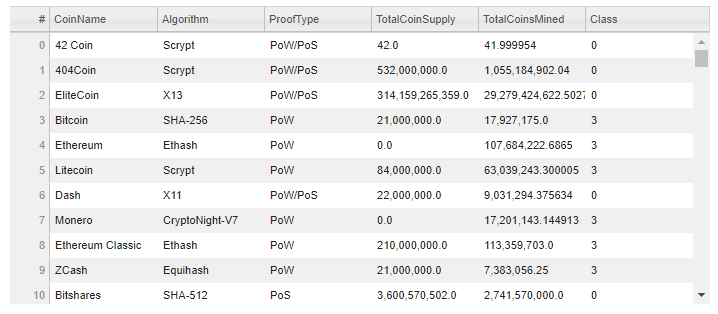 # CoinName Algorithm ProofType TotalCoinSupply TotalCoinsMined Class
0 42 Coin Scrypt PoW/PoS 42.0 41.999954 0
1 404Coin Scrypt PoW/PoS 532,000,000.0 1,055,184,902.04 0
2 EliteCoin X13 PoW/PoS 314,159,265,359.0 29,279,424,622.5027 0
3 Bitcoin SHA-256 PoW 21,000,000.0 17,927,175.0 3
4 Ethereum Ethash PoW 0.0 107,684,222.6865 3
5 Litecoin Scrypt PoW 84,000,000.0 63,039,243.300005 3
6 Dash X11 PoW/PoS 22,000,000.0 9,031,294.375634 0
7 Monero CryptoNight-V7 PoW 0.0 17,201,143.144913 3
8 Ethereum Classic Ethash PoW 210,000,000.0 113,359,703.0 3
9 ZCash Equihash PoW 21,000,000.0 7,383,056.25 3
10 Bitshares SHA-512 PoS 3,600,570,502.0 2,741,570,000.0 0